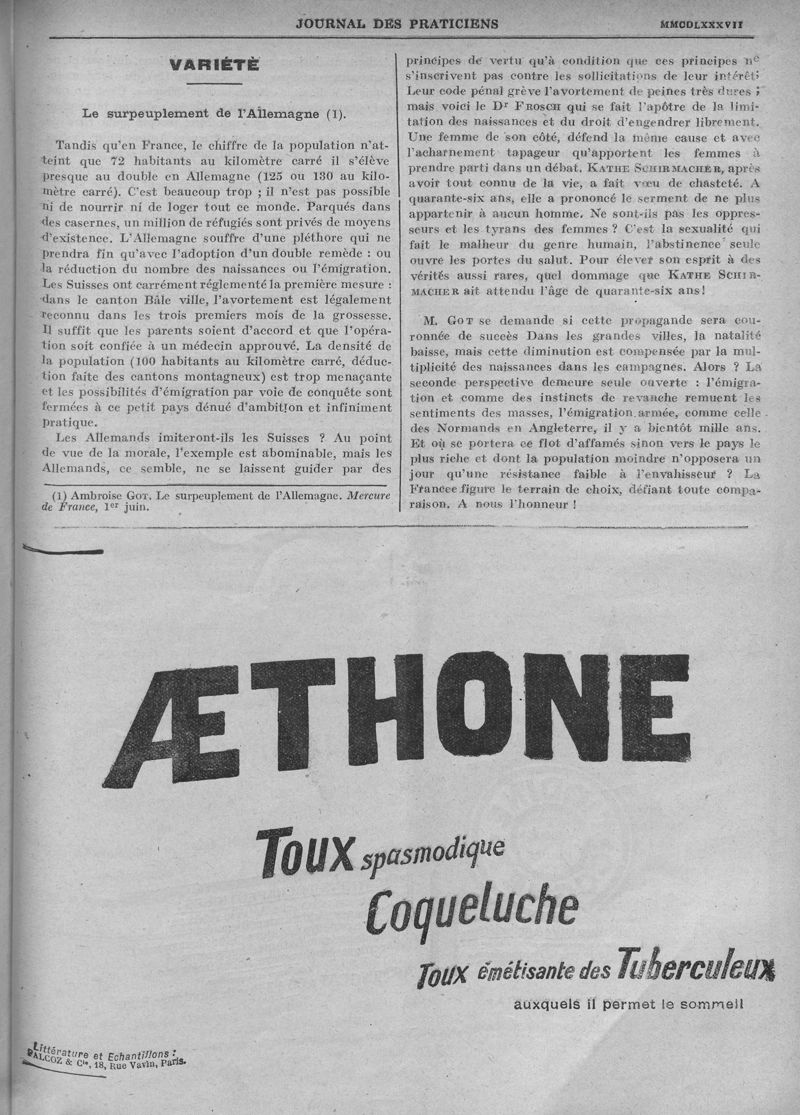 JOURNAL DES PRATICIENS
MMCDLXXXVII
VARIÉTÉ
Le surpeuplement de l'Allemagne (1).
Tandis qu'en France, le chiffre de la population n'at-
teint que 72 habitants au kilomètre carré il s'élève
presque au double en Allemagne (125 ou 130 au kilo-
mètre carré). C'est beaucoup trop ; il n'est pas possible
ni de nourrir ni de loger tout ce monde. Parqués dans
des casernes, un million de réfugiés sont privés de moyens
d'existence. L'Allemagne souffre d'une pléthore qui ne
prendra fin qu'avec l'adoption d'un double remède : ou
la réduction du nombre des naissances ou l'émigration.
Les Suisses ont carrément réglementé la première mesure :
dans le canton Bâle ville, l'avortement est légalement
reconnu dans les trois premiers mois de la grossesse.
Il suffit que les parents soient d'accord et que l'opéra-
tion soit confiée à un médecin approuvé. La densité de
la population (100 habitants au kilomètre carré, déduc-
tion faite des cantons montagneux) est trop menaçante
et les possibilités d'émigration par voie de conquête sont
fermées à ce petit pays dénué d'ambition et infiniment
pratique.
Les Allemands imiteront-ils les Suisses ? Au point
de vue de la morale, l'exemple est abominable, mais les
Allemands, ce semble, ne se laissent guider par des
(1) Ambroise GOT. Le surpeuplement de l'Allemagne. Mercure
de France, 1er juin.
principes de vertu qu'à condition que ces principes ne
s'inscrivent pas contre les sollicitations de leur intérêt;
Leur code pénal grève l'avortement de peines très dures ;
mais voici le Dr FROSCH qui se fait l'apôtre de la limi-
tation des naissances et du droit d'engendrer librement.
Une femme de son côté, défend la même cause et avec
l'acharnement tapageur qu'apportent les femmes à
prendre parti dans un débat. KATHE SCHIRMACHER, après
avoir tout connu de la vie, a fait vœu de chasteté. A
quarante-six ans, elle a prononcé le serment de ne plus
appartenir à aucun homme. Ne sont-ils pas les oppres-
seurs et les tyrans des femmes ? C'est la sexualité qui
fait le malheur du genre humain, l'abstinence seule
ouvre les portes du salut. Pour élever son esprit à des
vérités aussi rares, quel dommage que KATHE SCHIR-
MACHER ait attendu l'âge de quarante-six ans!
M. GOT se demande si cette propagande sera cou-
ronnée de succès Dans les grandes villes, la natalité
baisse, mais cette diminution est compensée par la mul-
tiplicité des naissances dans les campagnes. Alors ? La
seconde perspective demeure seule ouverte : l'émigra-
tion et comme des instincts de revanche remuent les
sentiments des masses, l'émigration armée, comme celle
des Normands en Angleterre, il y a bientôt mille ans.
Et où se portera ce flot d'affamés sinon vers le pays le
plus riche et dont la population moindre n'opposera un
jour qu'une résistance faible à l'envahisseur ? La
Francee figure le terrain de choix, défiant toute compa-
raison. A nous l'honneur !
ÆTHONE
TOUX spasmodique
Coqueluche
Toux émétisante des Tuberculeux
auxquels il permet le sommeil
Littérature et Echantillons :
FALCOZ & Cie, 18, Rue Vavin, Paris.